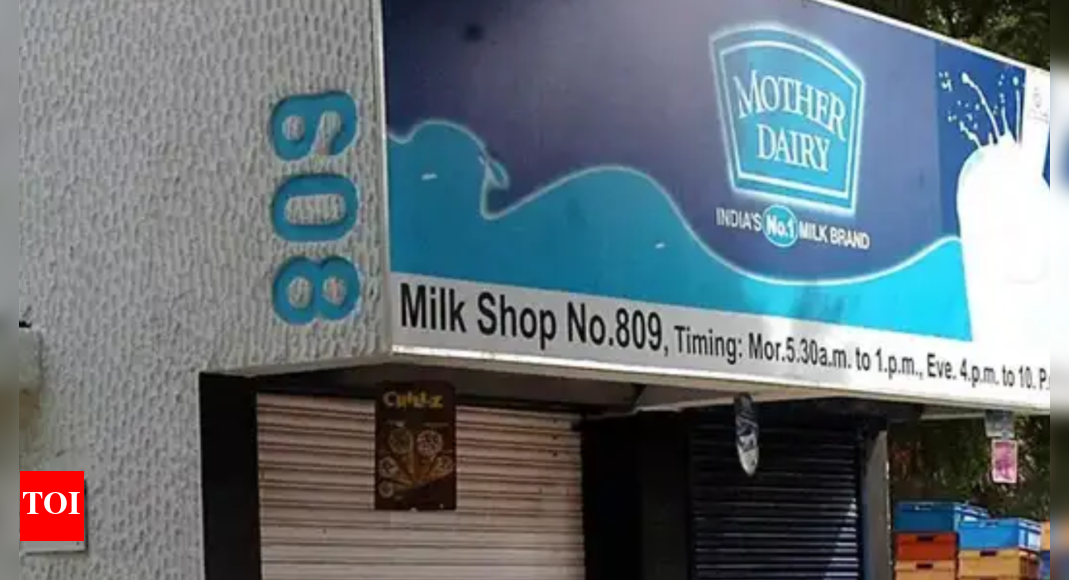 MOTHER
DAIRY
INDIA'S No.1 MILK BRAND
809
Milk Shop No.809, Timing: Mor.5.30a.m. to 1.p.m., Eve. 4.p.m. to 10. P.
CHILLZ
TOI